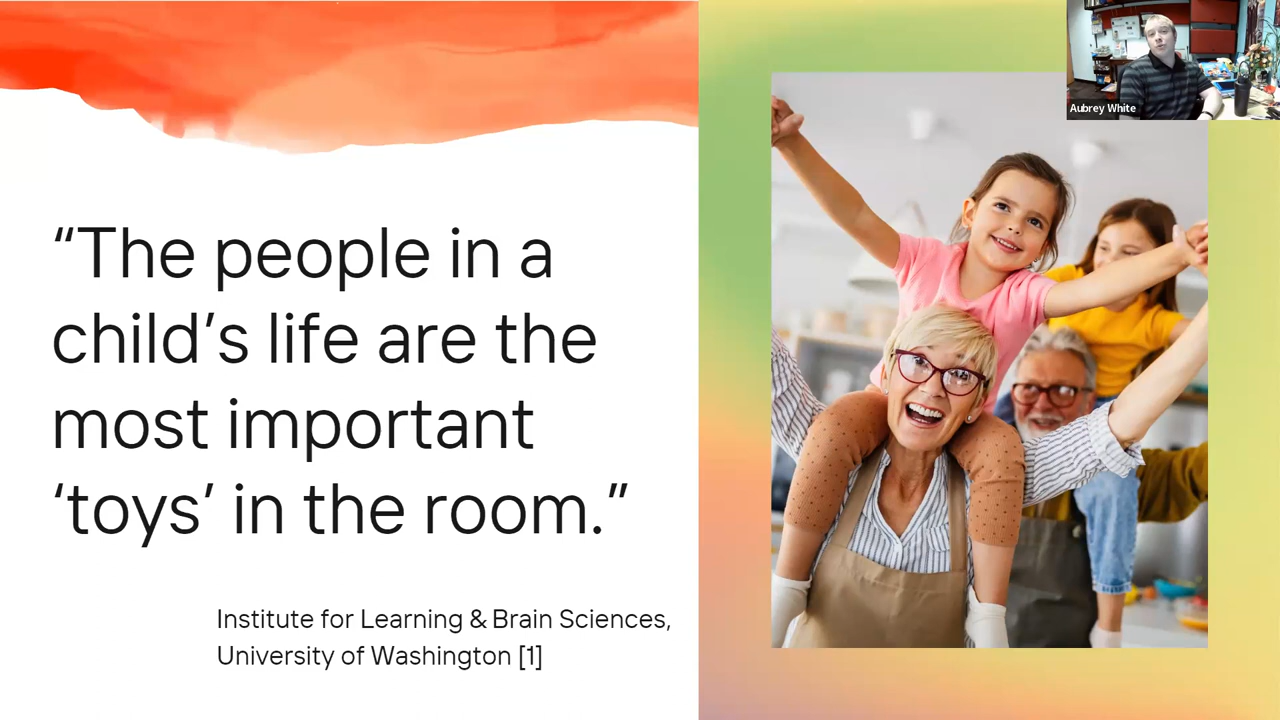 “The people in a
child’s life are the
most important
‘toys’ in the room.”
Institute for Learning & Brain Sciences,
University of Washington [1]
Aubrey White